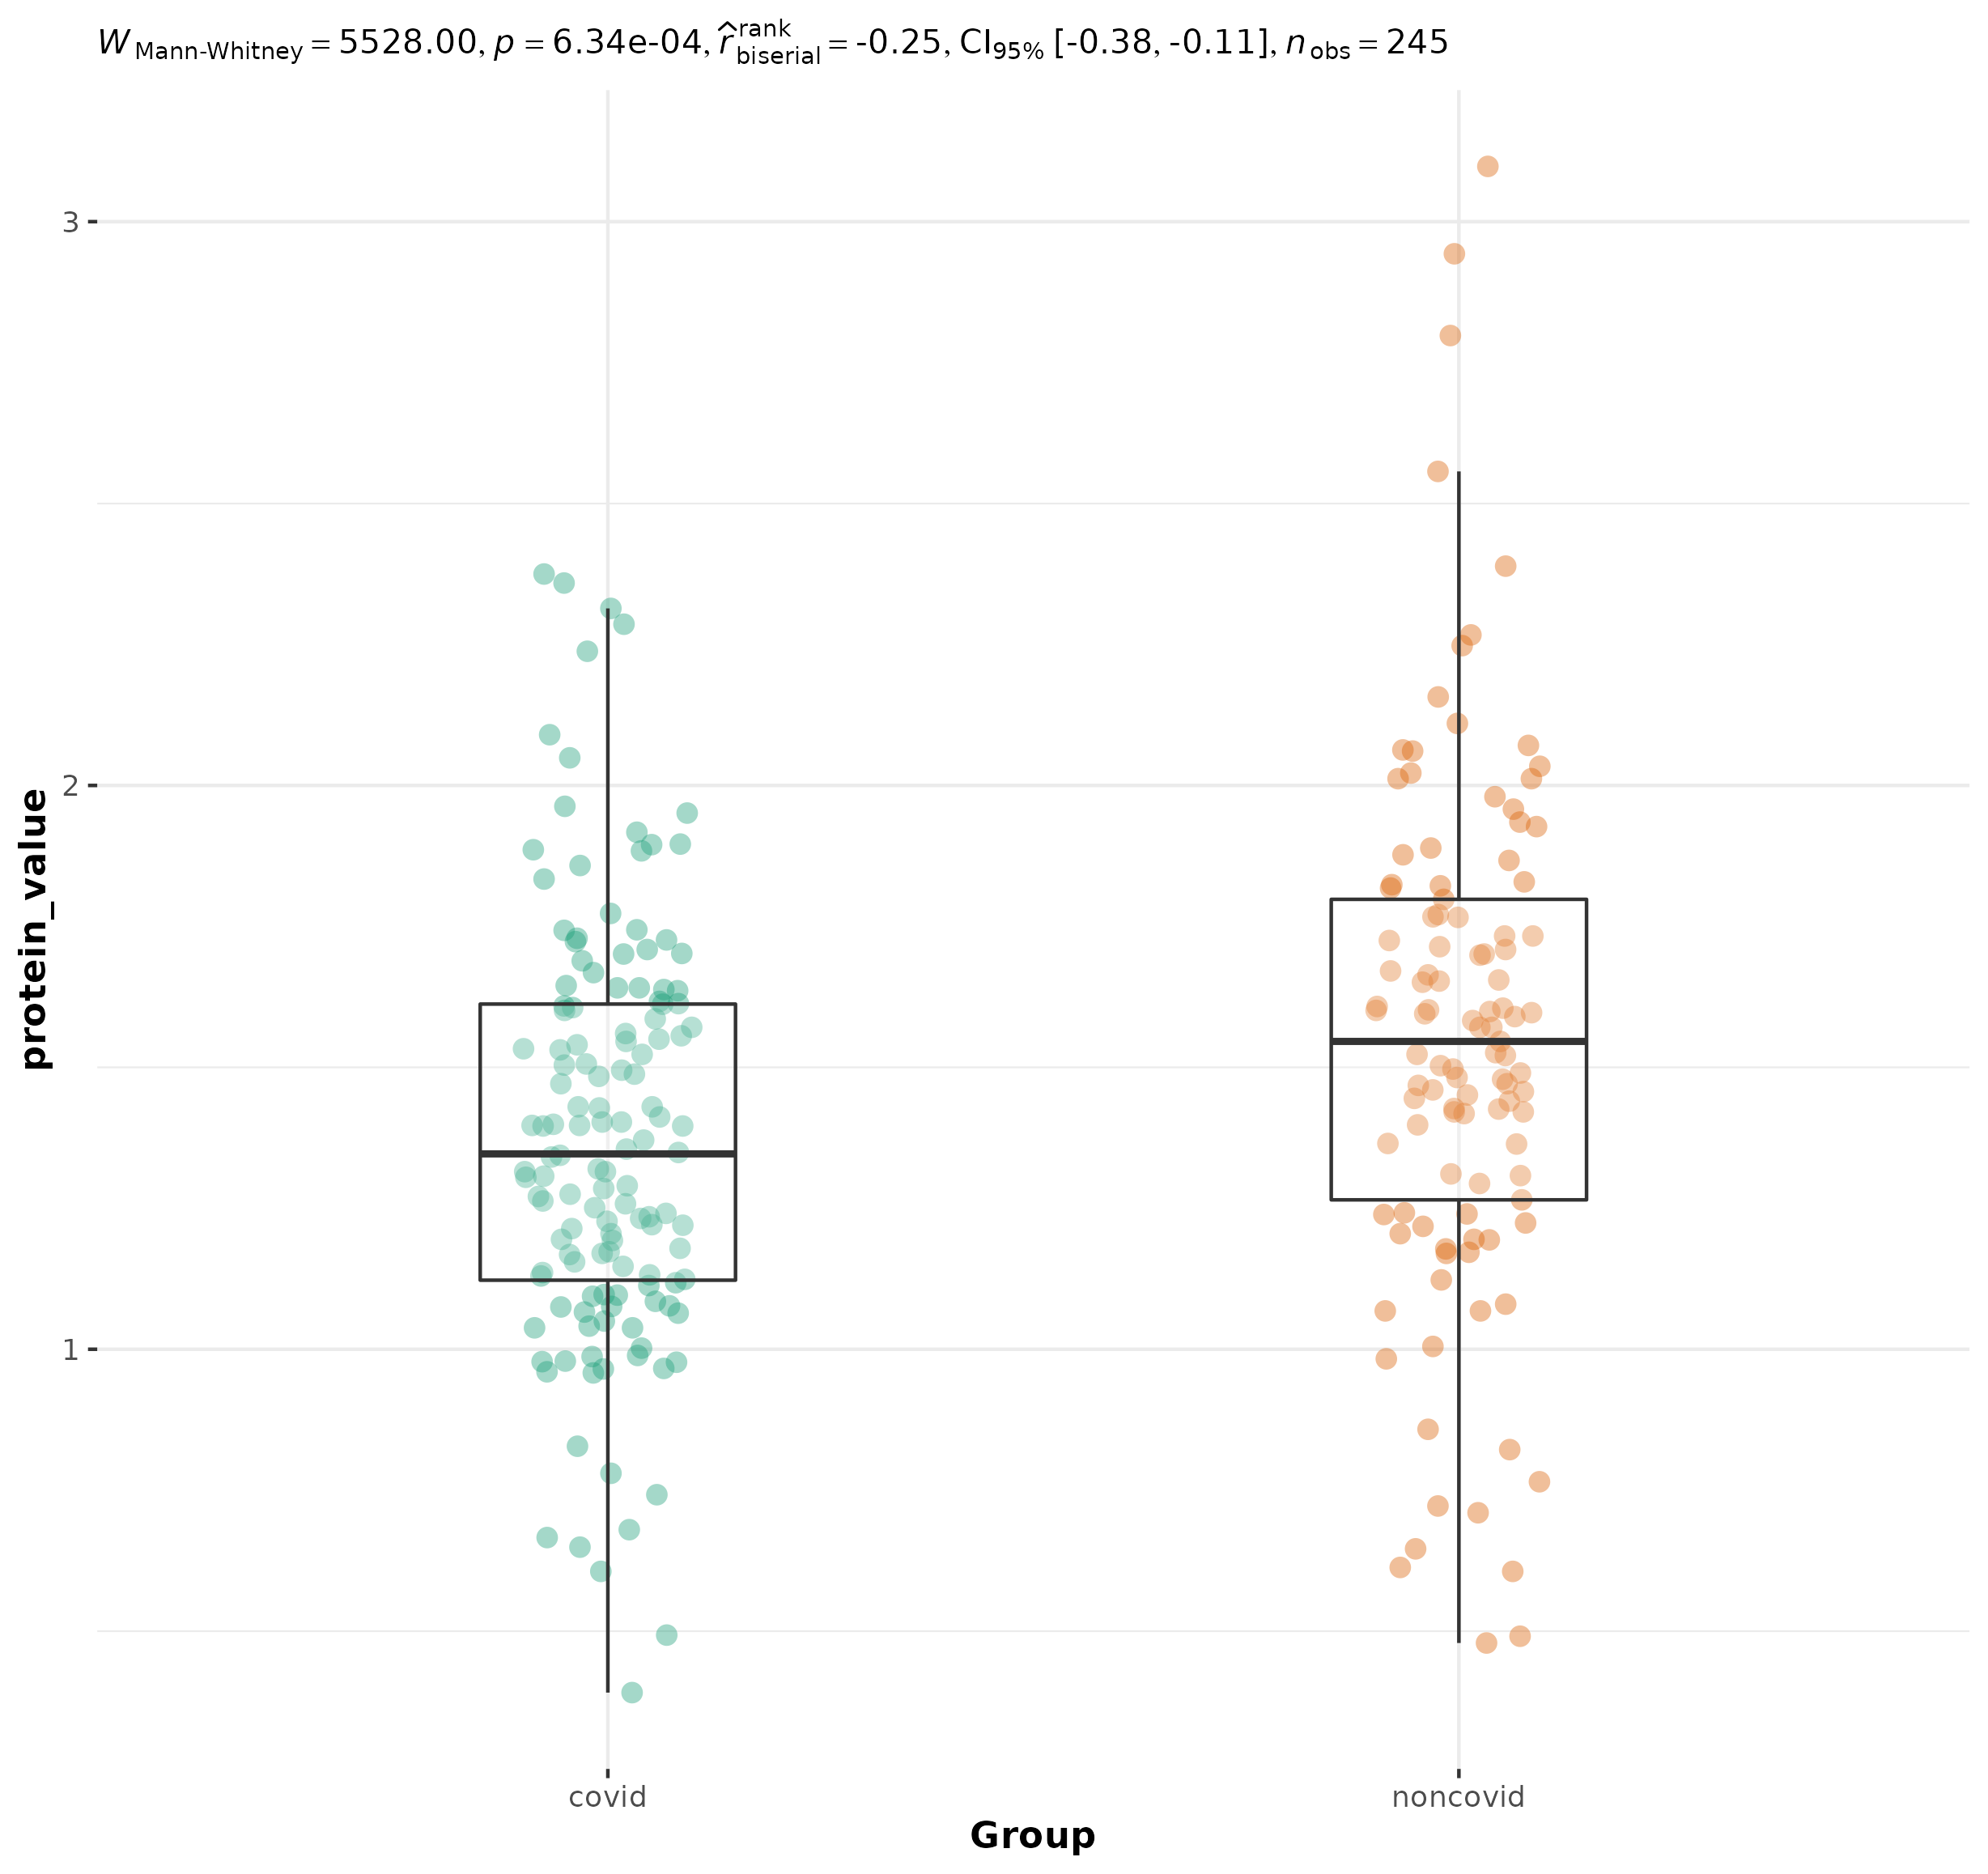 W Mann-Whitney = 5528.00, p = 6.34e-04, r̂ rank biserial = -0.25, CI95% [-0.38, -0.11], n obs = 245
3
2
1
protein_value
covid noncovid
Group